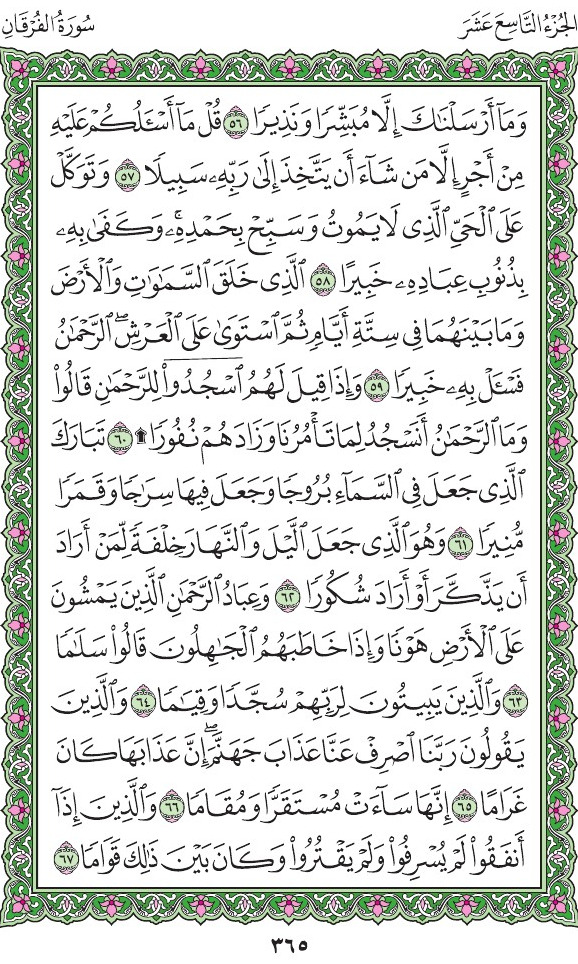 الجزء التاسع عشر
سورة الفرقان
وَمَآ أَرْسَلْنَٰكَ إِلَّا مُبَشِّرًا وَنَذِيرًا ٥٦ قُلْ مَآ أَسْـَٔلُكُمْ عَلَيْهِ
مِنْ أَجْرٍ إِلَّا مَن شَآءَ أَن يَتَّخِذَ إِلَىٰ رَبِّهِۦ سَبِيلًا ٥٧ وَتَوَكَّلْ
عَلَى ٱلْحَىِّ ٱلَّذِى لَا يَمُوتُ وَسَبِّحْ بِحَمْدِهِۦ ۚ وَكَفَىٰ بِهِۦ
بِذُنُوبِ عِبَادِهِۦ خَبِيرًا ٥٨ ٱلَّذِى خَلَقَ ٱلسَّمَٰوَٰتِ وَٱلْأَرْضَ
وَمَا بَيْنَهُمَا فِى سِتَّةِ أَيَّامٍ ثُمَّ ٱسْتَوَىٰ عَلَى ٱلْعَرْشِ ۖ ٱلرَّحْمَٰنُ
فَسْـَٔلْ بِهِۦ خَبِيرًا ٥٩ وَإِذَا قِيلَ لَهُمُ ٱسْجُدُوا۟ لِلرَّحْمَٰنِ قَالُوا۟
وَمَا ٱلرَّحْمَٰنُ أَنَسْجُدُ لِمَا تَأْمُرُنَا وَزَادَهُمْ نُفُورًا ۩ ٦٠ تَبَارَكَ
ٱلَّذِى جَعَلَ فِى ٱلسَّمَآءِ بُرُوجًا وَجَعَلَ فِيهَا سِرَٰجًا وَقَمَرًا
مُّنِيرًا ٦١ وَهُوَ ٱلَّذِى جَعَلَ ٱلَّيْلَ وَٱلنَّهَارَ خِلْفَةً لِّمَنْ أَرَادَ
أَن يَذَّكَّرَ أَوْ أَرَادَ شُكُورًا ٦٢ وَعِبَادُ ٱلرَّحْمَٰنِ ٱلَّذِينَ يَمْشُونَ
عَلَى ٱلْأَرْضِ هَوْنًا وَإِذَا خَاطَبَهُمُ ٱلْجَٰهِلُونَ قَالُوا۟ سَلَٰمًا
٦٣ وَٱلَّذِينَ يَبِيتُونَ لِرَبِّهِمْ سُجَّدًا وَقِيَٰمًا ٦٤ وَٱلَّذِينَ
يَقُولُونَ رَبَّنَا ٱصْرِفْ عَنَّا عَذَابَ جَهَنَّمَ ۖ إِنَّ عَذَابَهَا كَانَ
غَرَامًا ٦٥ إِنَّهَا سَآءَتْ مُسْتَقَرًّا وَمُقَامًا ٦٦ وَٱلَّذِينَ إِذَآ
أَنفَقُوا۟ لَمْ يُسْرِفُوا۟ وَلَمْ يَقْتُرُوا۟ وَكَانَ بَيْنَ ذَٰلِكَ قَوَامًا ٦٧
٣٦٥